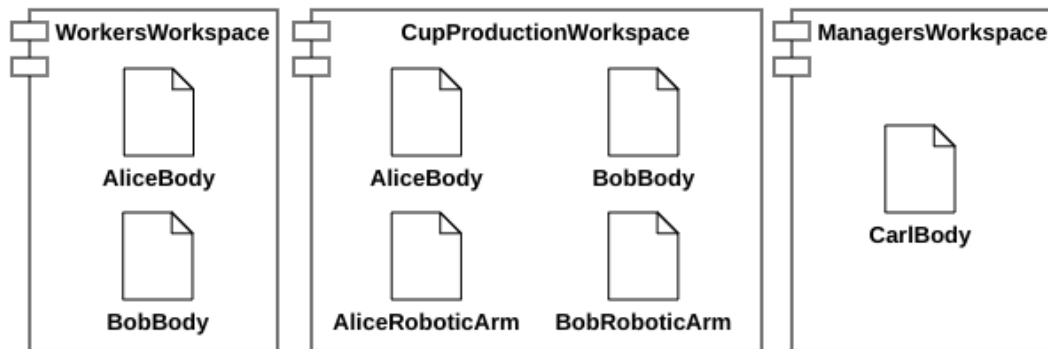 WorkersWorkspace
AliceBody
BobBody
CupProductionWorkspace
AliceBody BobBody
AliceRoboticArm BobRoboticArm
ManagersWorkspace
CarlBody